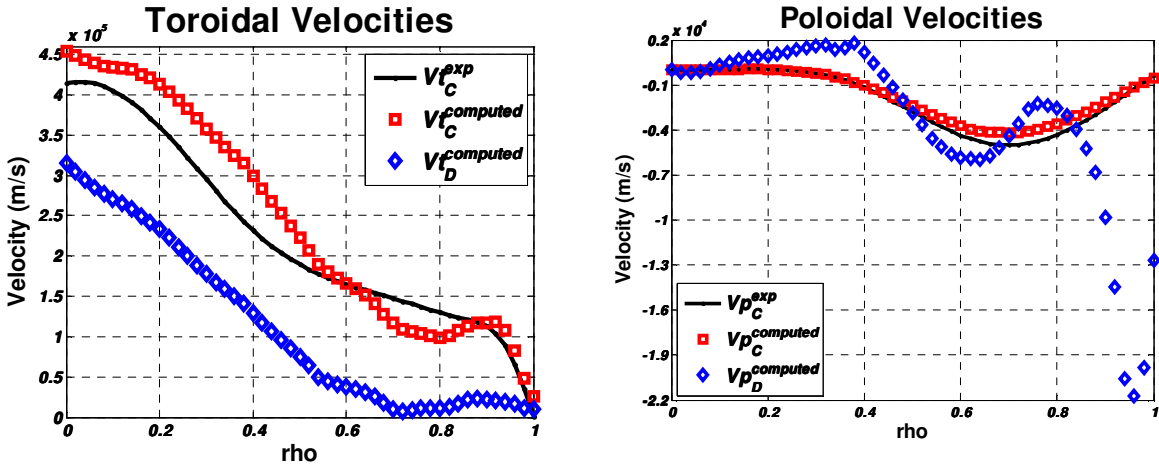 Toroidal Velocities
x 10^5
4.5
4
3.5
3
2.5
2
1.5
1
0.5
0
Velocity (m/s)
0
0.2
0.4
0.6
0.8
1
rho
Vt_C^exp
Vt_C^computed
Vt_D^computed
Poloidal Velocities
x 10^4
0.2
-0.1
-0.4
-0.7
-1
-1.3
-1.6
-1.9
-2.2
Velocity (m/s)
0
0.2
0.4
0.6
0.8
1
rho
Vp_C^exp
Vp_C^computed
Vp_D^computed